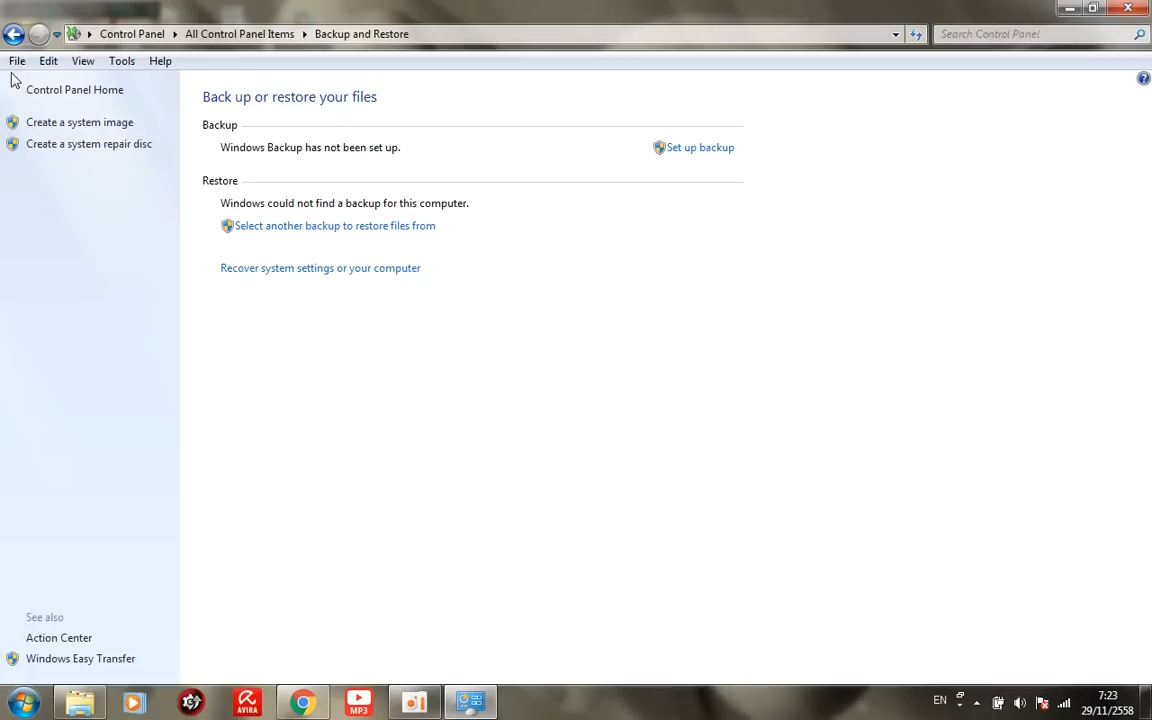 Control Panel All Control Panel Items Backup and Restore Search Control Panel
File Edit View Tools Help
Control Panel Home
Create a system image
Create a system repair disc
Back up or restore your files
Backup
Windows Backup has not been set up. Set up backup
Restore
Windows could not find a backup for this computer.
Select another backup to restore files from
Recover system settings or your computer
See also
Action Center
Windows Easy Transfer
AVIRA MP3 EN 7:23
29/11/2558